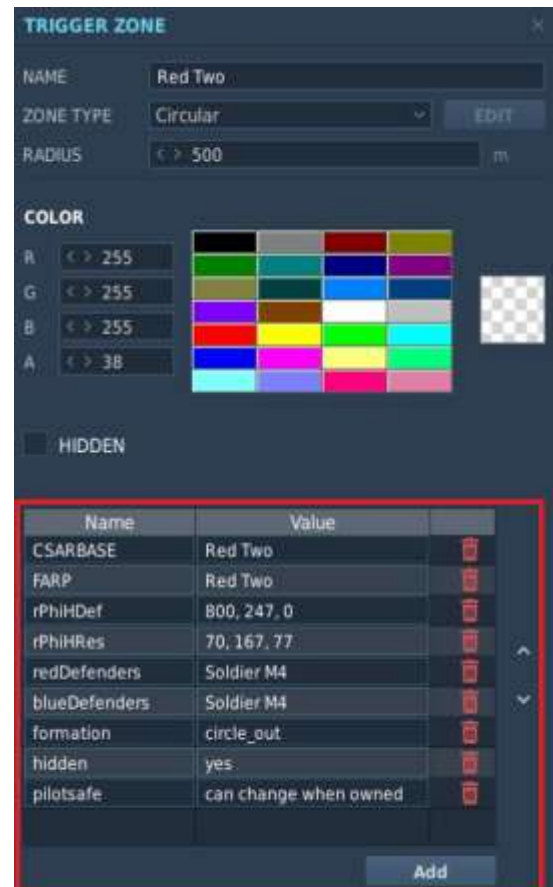 TRIGGER ZONE
NAME Red Two
ZONE TYPE Circular EDIT
RADIUS < > 500 m
COLOR
R < > 255
G < > 255
B < > 255
A < > 38
HIDDEN
Name Value
CSARBASE Red Two
FARP Red Two
rPhiHDef 800, 247, 0
rPhiHRes 70, 167, 77
redDefenders Soldier M4
blueDefenders Soldier M4
formation circle_out
hidden yes
pilotsafe can change when owned
Add